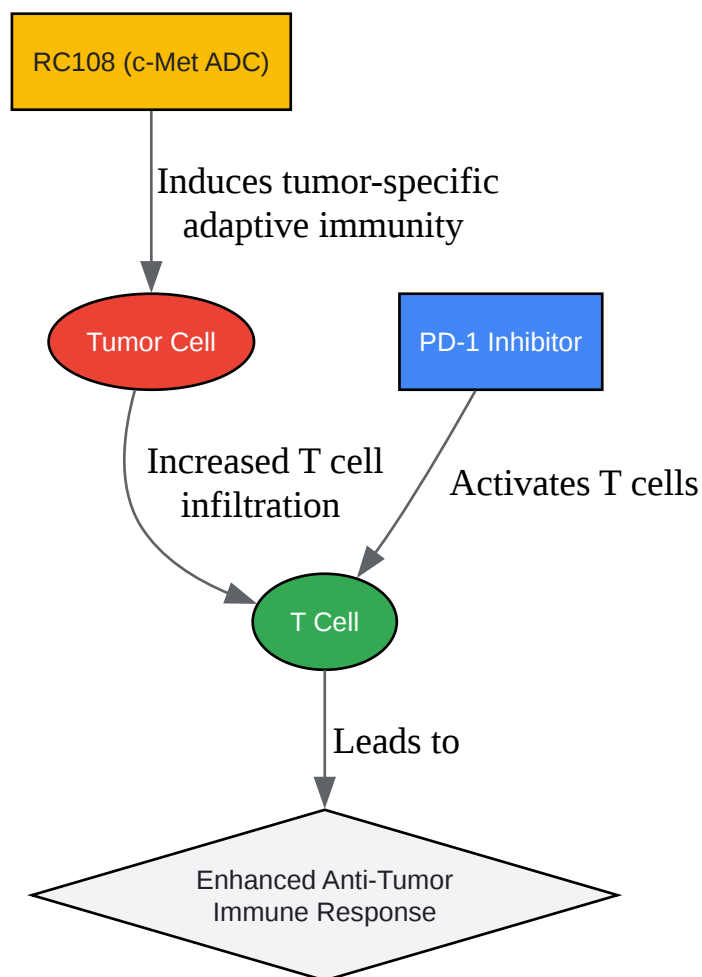 RC108 (c-Met ADC)
Induces tumor-specific
adaptive immunity
Tumor Cell
PD-1 Inhibitor
Increased T cell
infiltration
Activates T cells
T Cell
Leads to
Enhanced Anti-Tumor
Immune Response